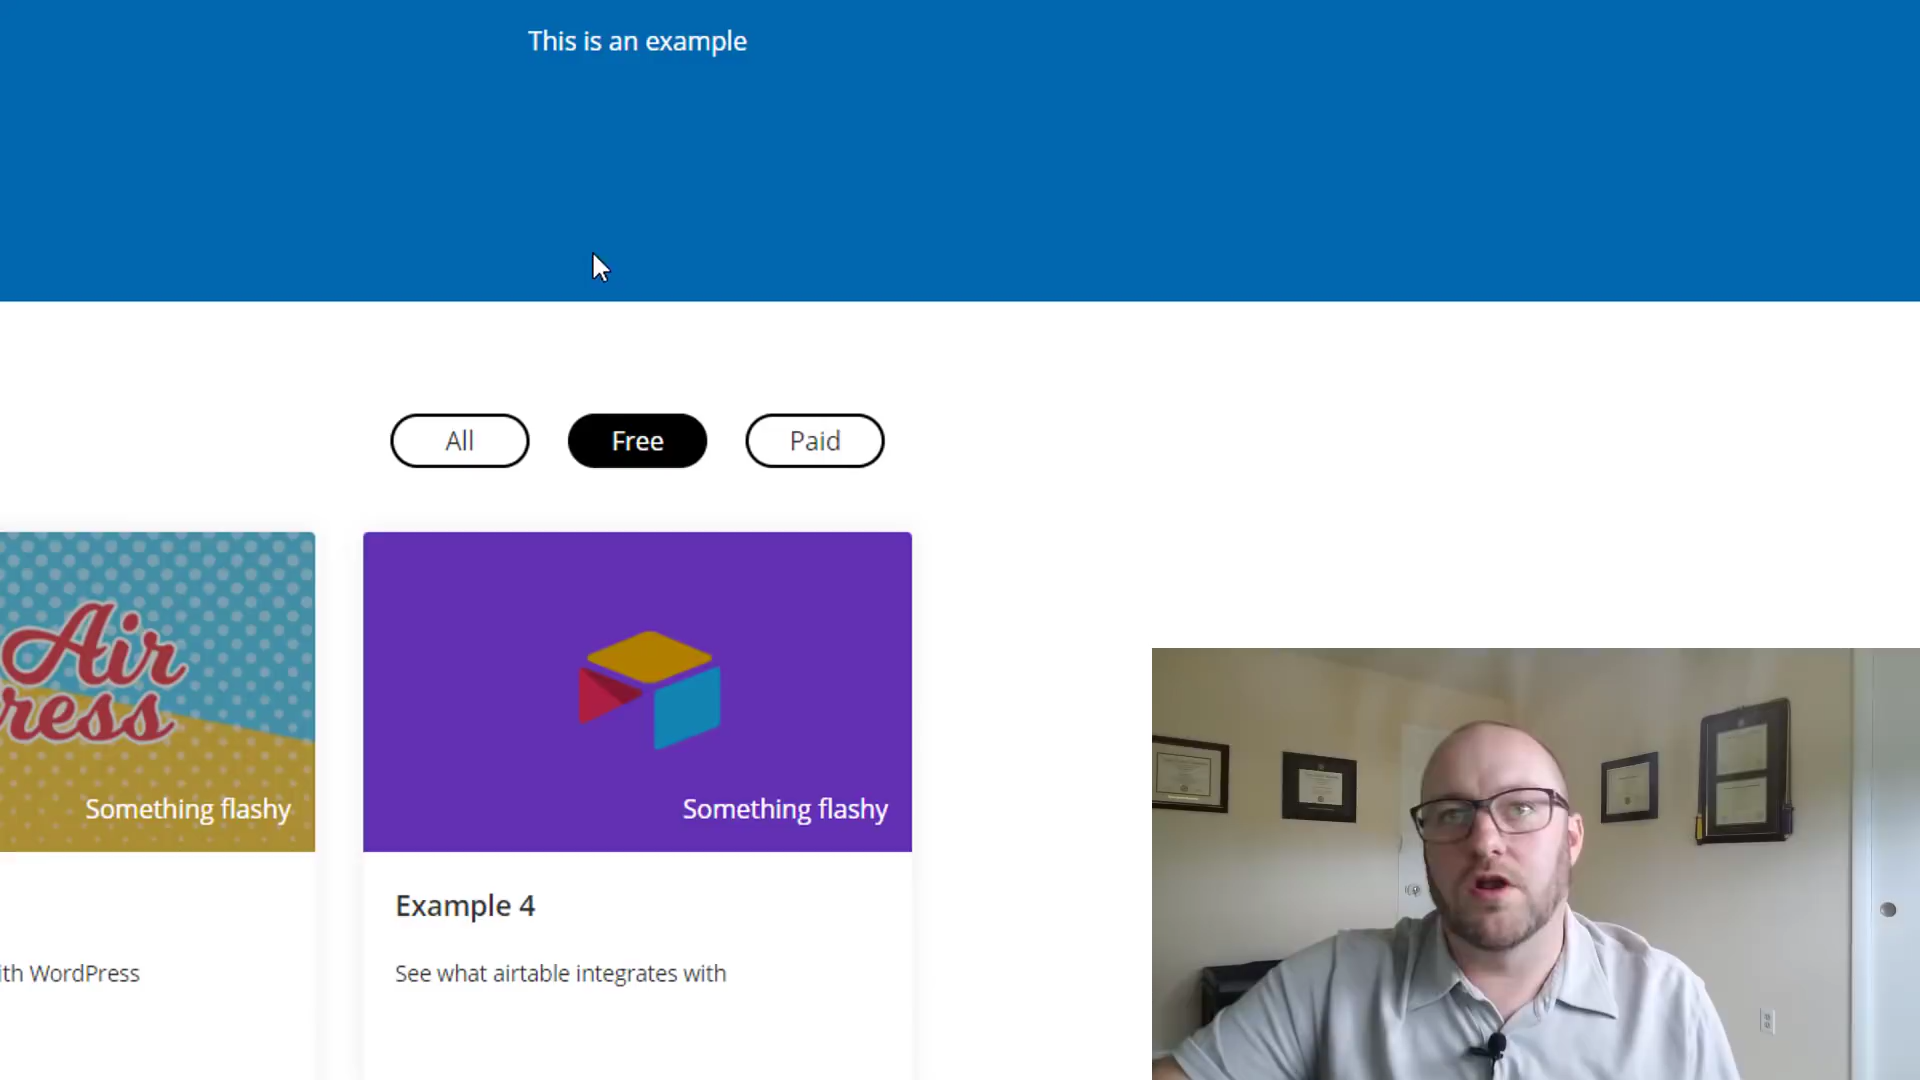 This is an example
All
Free
Paid
Air
ress
Something flashy
Something flashy
Example 4
ith WordPress
See what airtable integrates with